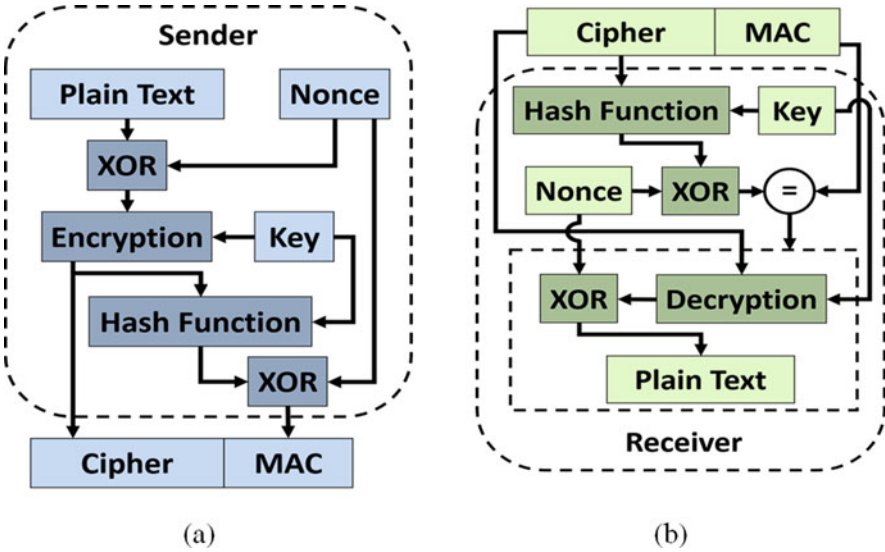 Sender
Plain Text
Nonce
XOR
Encryption
Key
Hash Function
XOR
Cipher
MAC
(a)
Cipher
MAC
Hash Function
Key
Nonce
XOR
=
XOR
Decryption
Plain Text
Receiver
(b)